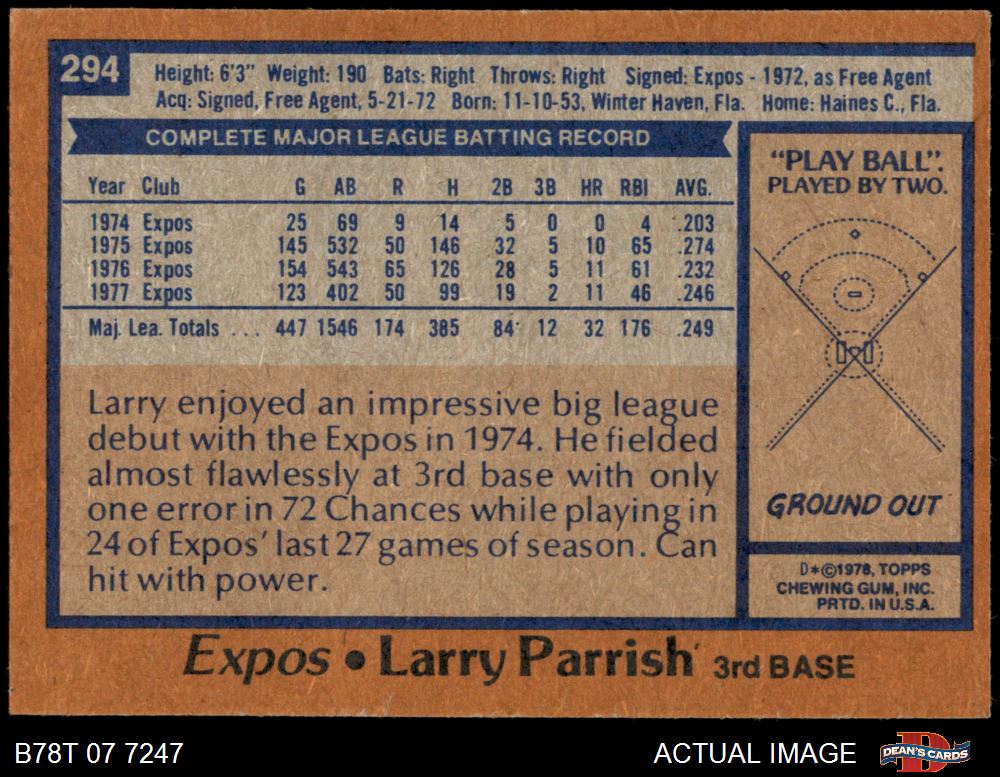 294
Height: 6'3" Weight: 190 Bats: Right Throws: Right Signed: Expos - 1972, as Free Agent
Acq: Signed, Free Agent, 5-21-72 Born: 11-10-53, Winter Haven, Fla. Home: Haines C., Fla.
COMPLETE MAJOR LEAGUE BATTING RECORD
Year Club G AB R H 2B 3B HR RBI AVG.
1974 Expos 25 69 9 14 5 0 0 4 .203
1975 Expos 145 532 50 146 32 5 10 65 .274
1976 Expos 154 543 65 126 28 5 11 61 .232
1977 Expos 123 402 50 99 19 2 11 46 .246
Maj. Lea. Totals . . . 447 1546 174 385 84 12 32 176 .249
Larry enjoyed an impressive big league
debut with the Expos in 1974. He fielded
almost flawlessly at 3rd base with only
one error in 72 Chances while playing in
24 of Expos' last 27 games of season. Can
hit with power.
"PLAY BALL".
PLAYED BY TWO.
GROUND OUT
D*©1978, TOPPS
CHEWING GUM, INC.
PRTD. IN U.S.A.
Expos • Larry Parrish 3rd BASE
B78T 07 7247
ACTUAL IMAGE
DEAN'S CARDS